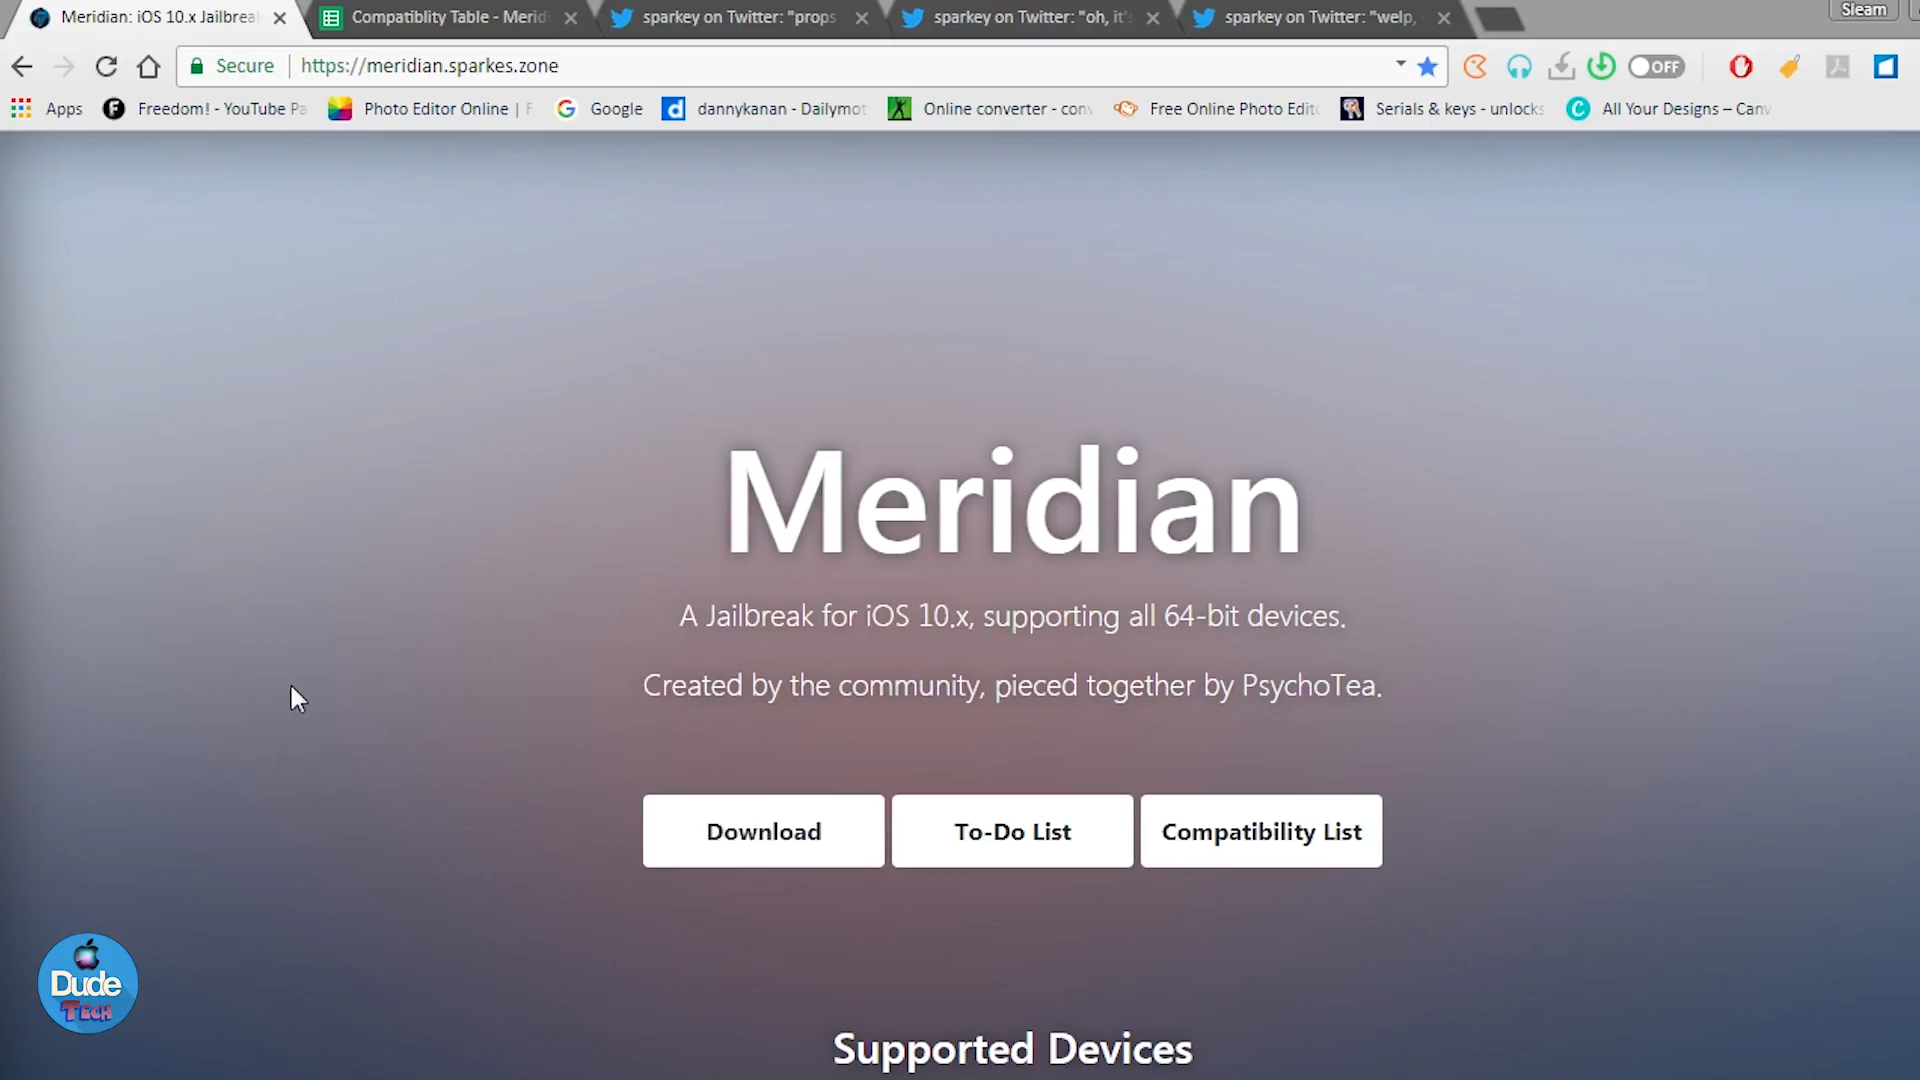 Sleam
Meridian: iOS 10.x Jailbrea
Compatiblity Table - Merid
sparkey on Twitter: "props
sparkey on Twitter: "oh, it's
sparkey on Twitter: "welp,
Secure https://meridian.sparkes.zone
OFF
Apps
Freedom! - YouTube Pa
Photo Editor Online | F
Google
dannykanan - Dailymot
Online converter - conv
Free Online Photo Edito
Serials & keys - unlocks
All Your Designs – Canv
Meridian
A Jailbreak for iOS 10.x, supporting all 64-bit devices.
Created by the community, pieced together by PsychoTea.
Download
To-Do List
Compatibility List
Dude
TECH
Supported Devices